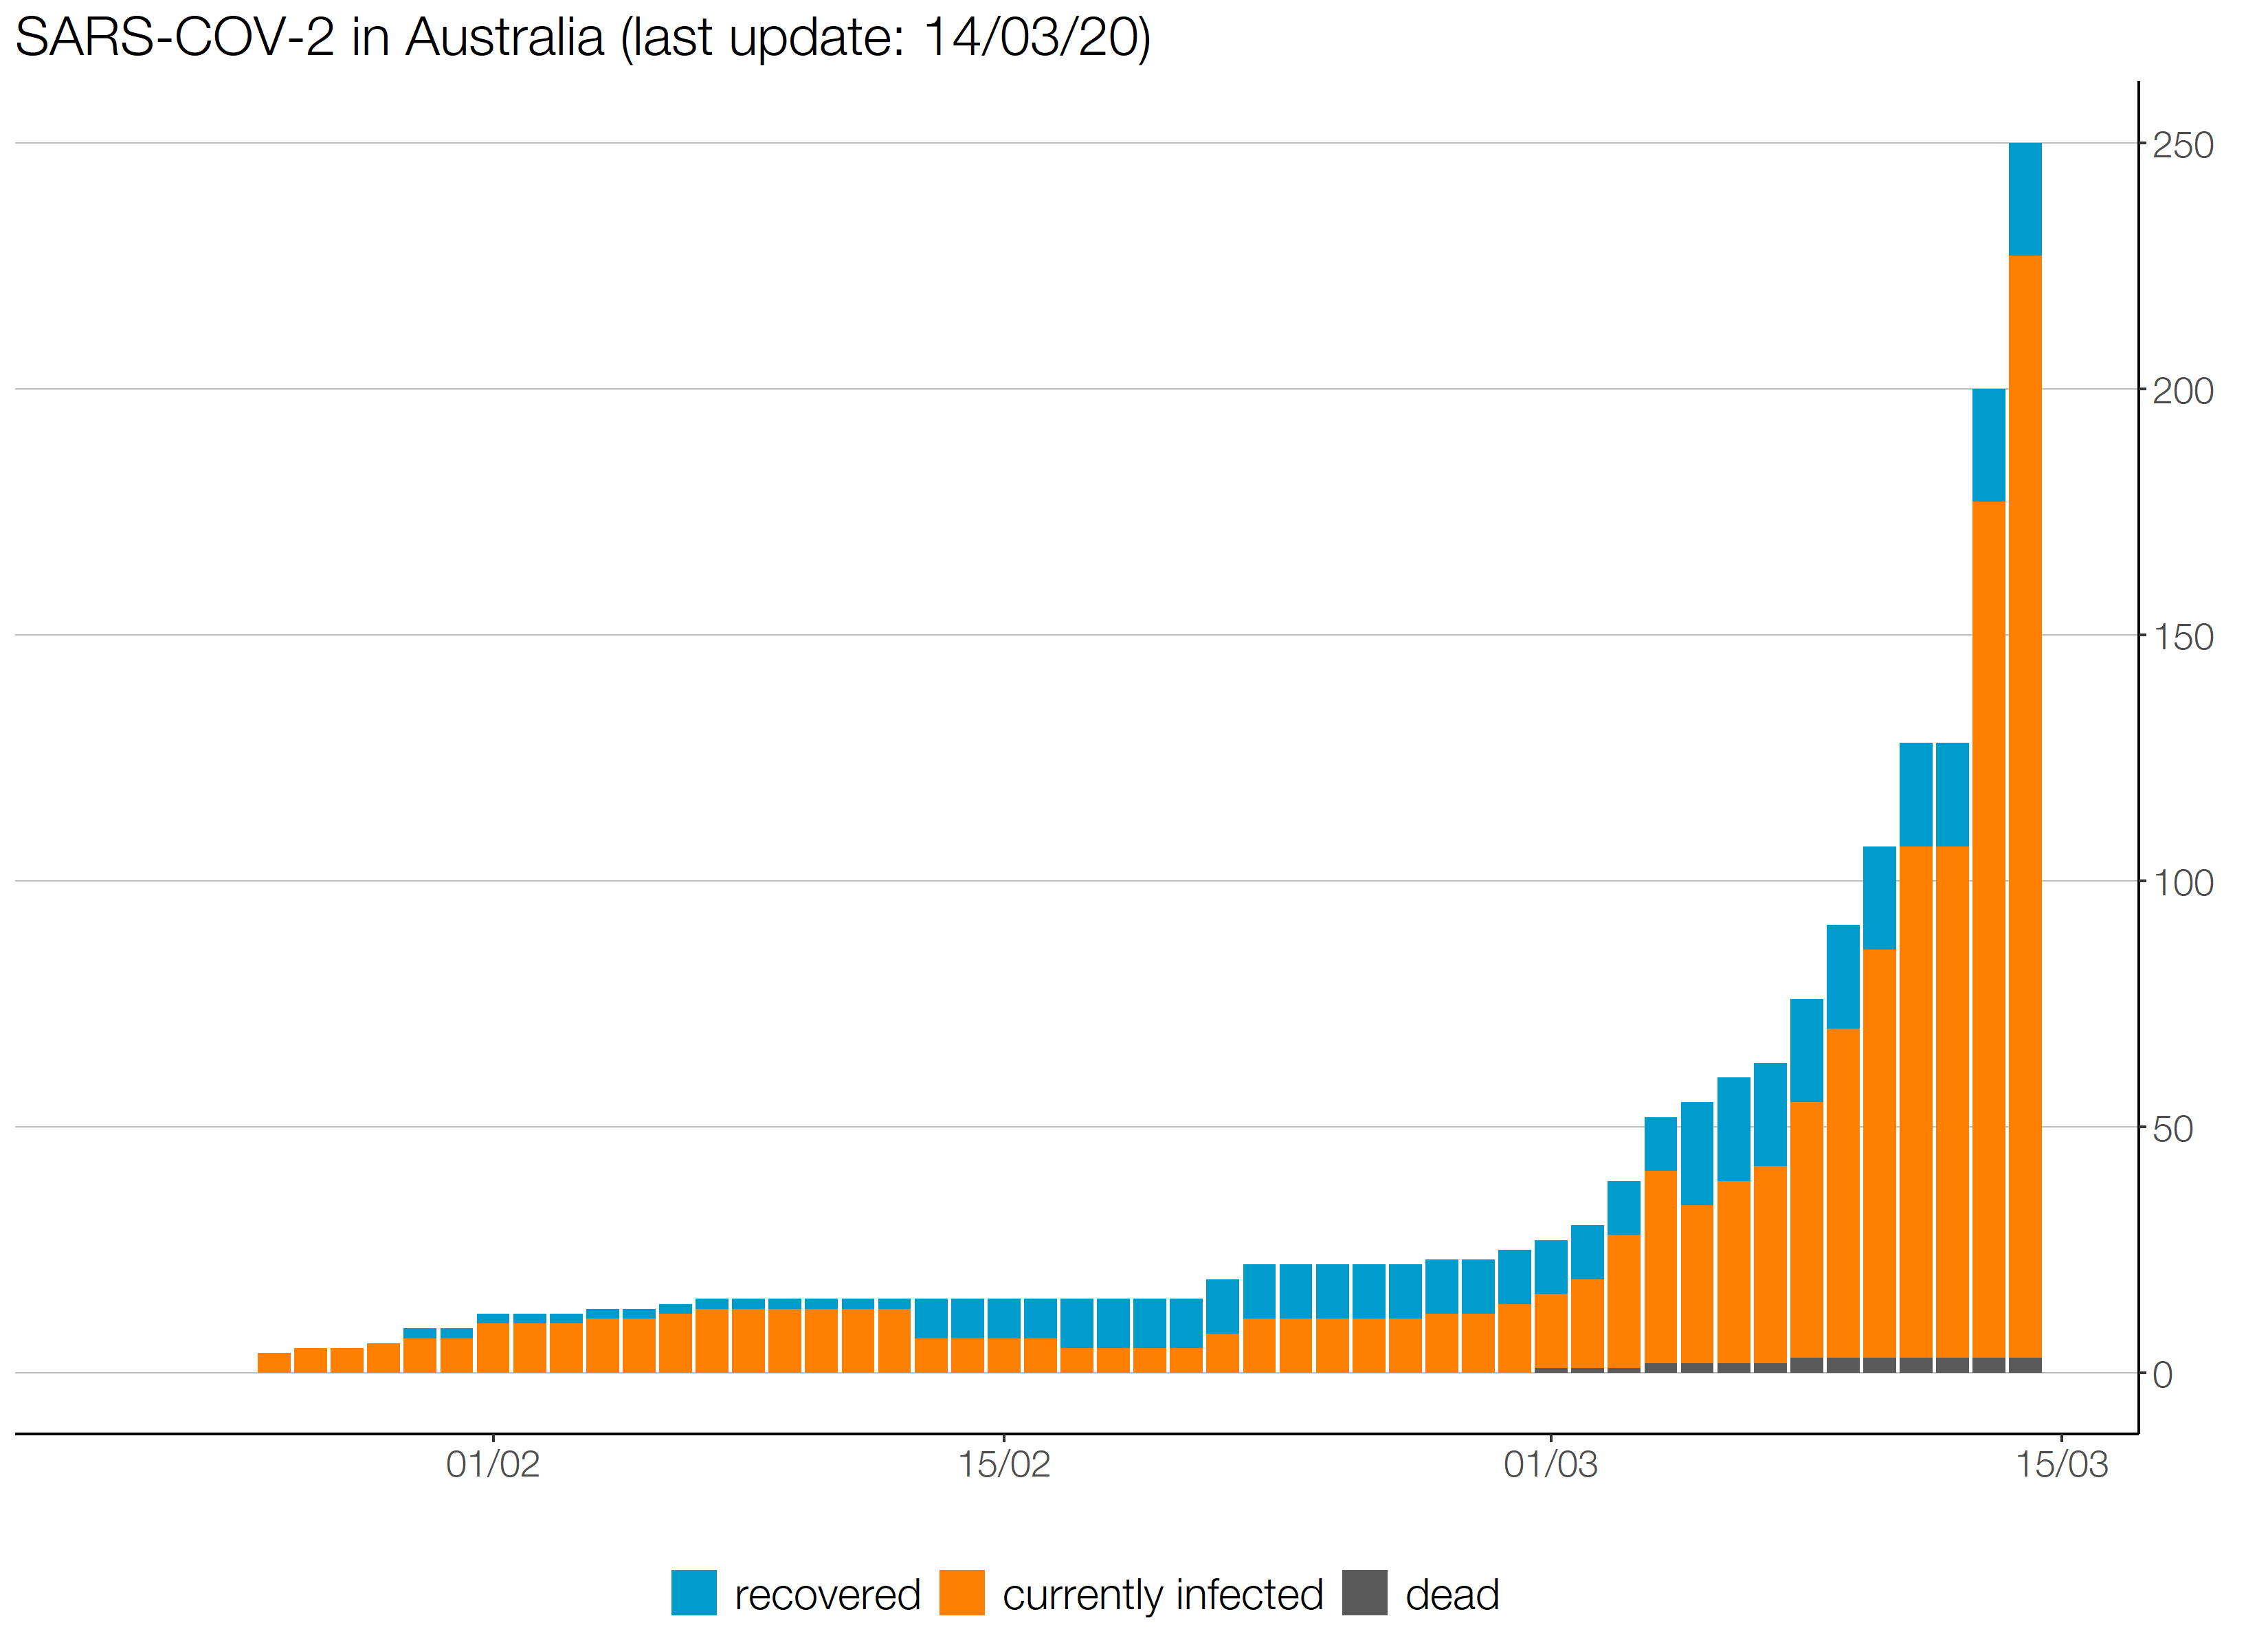 SARS-COV-2 in Australia (last update: 14/03/20)
250
200
150
100
50
0
01/02 15/02 01/03 15/03
recovered currently infected dead